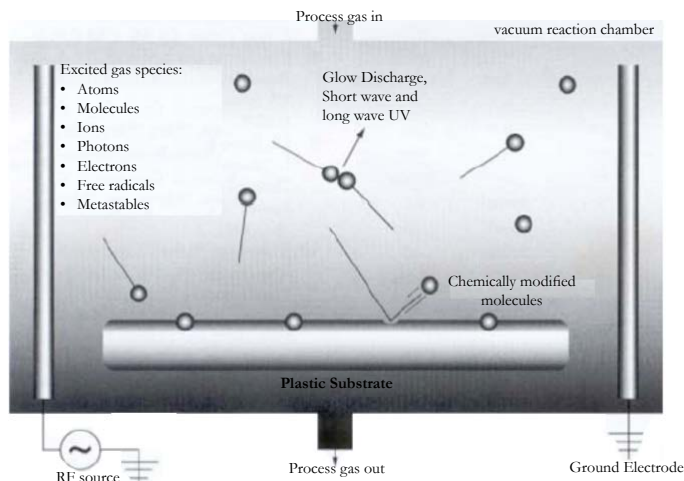 Process gas in
vacuum reaction chamber
Excited gas species:
• Atoms
• Molecules
• Ions
• Photons
• Electrons
• Free radicals
• Metastables
Glow Discharge,
Short wave and
long wave UV
Chemically modified
molecules
Plastic Substrate
RF source
Process gas out
Ground Electrode